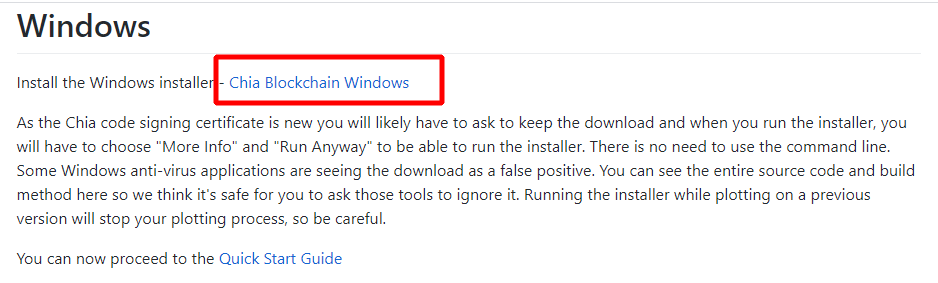 Windows
Install the Windows installer - Chia Blockchain Windows
As the Chia code signing certificate is new you will likely have to ask to keep the download and when you run the installer, you
will have to choose "More Info" and "Run Anyway" to be able to run the installer. There is no need to use the command line.
Some Windows anti-virus applications are seeing the download as a false positive. You can see the entire source code and build
method here so we think it's safe for you to ask those tools to ignore it. Running the installer while plotting on a previous
version will stop your plotting process, so be careful.
You can now proceed to the Quick Start Guide